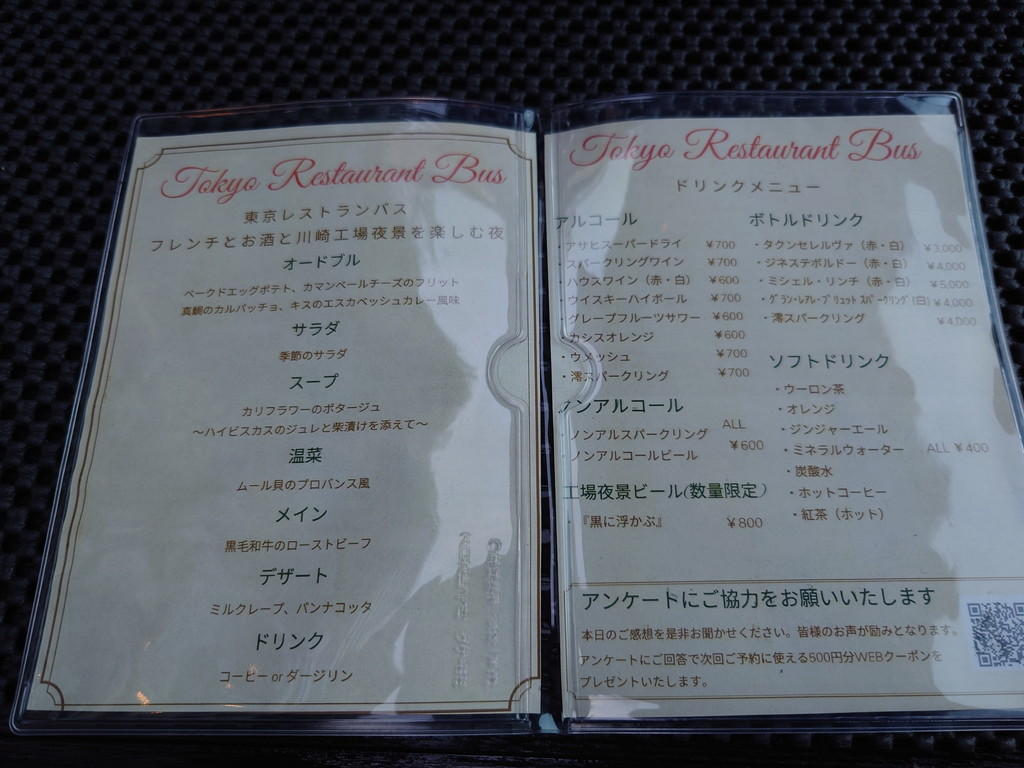 Tokyo Restaurant Bus
東京レストランバス
フレンチとお酒と川崎工場夜景を楽しむ夜
オードブル
ベークドエッグポテト、カマンベールチーズのフリット
真鯛のカルパッチョ、キスのエスカベッシュカレー風味
サラダ
季節のサラダ
スープ
カリフラワーのポタージュ
〜ハイビスカスのジュレと柴漬けを添えて〜
温菜
ムール貝のプロバンス風
メイン
黒毛和牛のローストビーフ
デザート
ミルクレープ、パンナコッタ
ドリンク
コーヒー or ダージリン
Tokyo Restaurant Bus
ドリンクメニュー
アルコール
・アサヒスーパードライ ¥700
・スパークリングワイン ¥700
・ハウスワイン（赤・白） ¥600
・ウイスキーハイボール ¥700
・グレープフルーツサワー ¥600
・カシスオレンジ ¥600
・ウメッシュ ¥700
・澪スパークリング ¥700
ノンアルコール
・ノンアルスパークリング ALL
・ノンアルコールビール ¥600
工場夜景ビール(数量限定)
・『黒に浮かぶ』 ¥800
ボトルドリンク
・タクンセレルヴァ（赤・白） ¥3,000
・ジネステボルドー（赤・白） ¥4,000
・ミシェル・リンチ（赤・白） ¥5,000
・グラン・レアレ・ブリュット スパークリング(白) ¥4,000
・澪スパークリング ¥4,000
ソフトドリンク
・ウーロン茶
・オレンジ
・ジンジャーエール
・ミネラルウォーター ALL ¥400
・炭酸水
・ホットコーヒー
・紅茶（ホット）
アンケートにご協力をお願いいたします
本日のご感想を是非お聞かせください。皆様のお声が励みとなります。
アンケートにご回答で次回ご予約に使える500円分WEBクーポンを
プレゼントいたします。